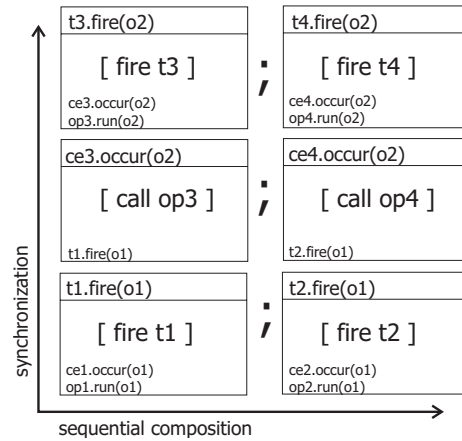 t3.fire(o2)
[ fire t3 ]
ce3.occur(o2)
op3.run(o2)
;
t4.fire(o2)
[ fire t4 ]
ce4.occur(o2)
op4.run(o2)
ce3.occur(o2)
[ call op3 ]
t1.fire(o1)
;
ce4.occur(o2)
[ call op4 ]
t2.fire(o1)
t1.fire(o1)
[ fire t1 ]
ce1.occur(o1)
op1.run(o1)
;
t2.fire(o1)
[ fire t2 ]
ce2.occur(o1)
op2.run(o1)
synchronization
sequential composition